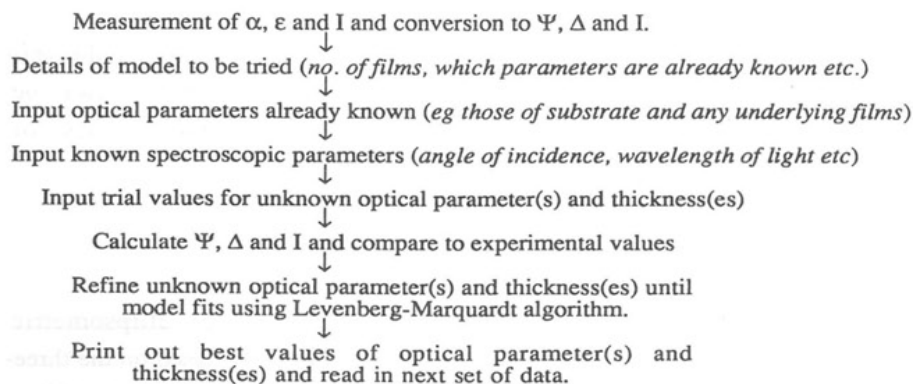 Measurement of α, ε and I and conversion to Ψ, Δ and I.
↓
Details of model to be tried (no. of films, which parameters are already known etc.)
↓
Input optical parameters already known (eg those of substrate and any underlying films)
↓
Input known spectroscopic parameters (angle of incidence, wavelength of light etc)
↓
Input trial values for unknown optical parameter(s) and thickness(es)
↓
Calculate Ψ, Δ and I and compare to experimental values
↓
Refine unknown optical parameter(s) and thickness(es) until
model fits using Levenberg-Marquardt algorithm.
↓
Print out best values of optical parameter(s) and
thickness(es) and read in next set of data.